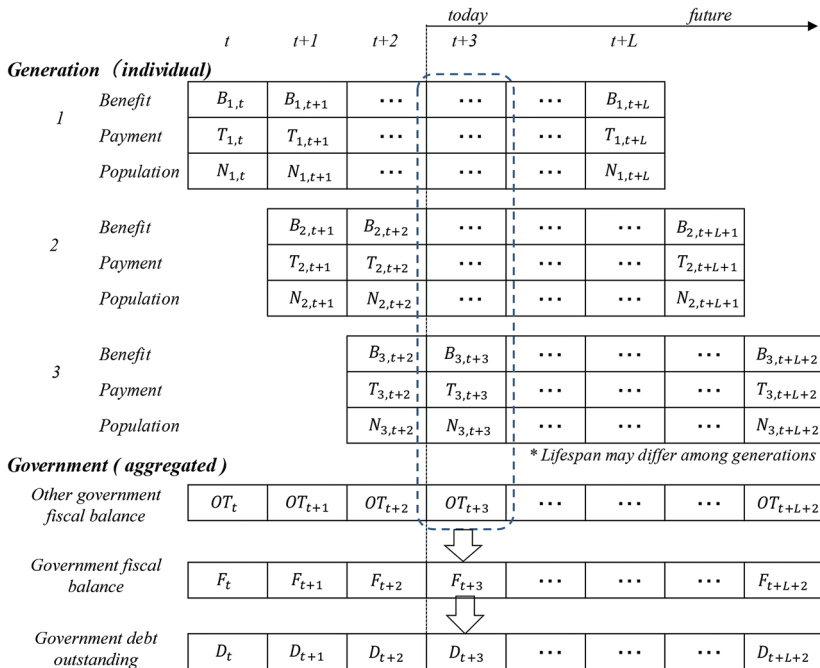 today future
t t+1 t+2 t+3 t+L
Generation (individual)
1 Benefit B1,t B1,t+1 ... ... ... B1,t+L
Payment T1,t T1,t+1 ... ... ... T1,t+L
Population N1,t N1,t+1 ... ... ... N1,t+L
2 Benefit B2,t+1 B2,t+2 ... ... ... B2,t+L+1
Payment T2,t+1 T2,t+2 ... ... ... T2,t+L+1
Population N2,t+1 N2,t+2 ... ... ... N2,t+L+1
3 Benefit B3,t+2 B3,t+3 ... ... ... B3,t+L+2
Payment T3,t+2 T3,t+3 ... ... ... T3,t+L+2
Population N3,t+2 N3,t+3 ... ... ... N3,t+L+2
* Lifespan may differ among generations
Government ( aggregated )
Other government
fiscal balance OTt OTt+1 OTt+2 OTt+3 ... ... ... OTt+L+2
Government fiscal
balance Ft Ft+1 Ft+2 Ft+3 ... ... ... Ft+L+2
Government debt
outstanding Dt Dt+1 Dt+2 Dt+3 ... ... ... Dt+L+2